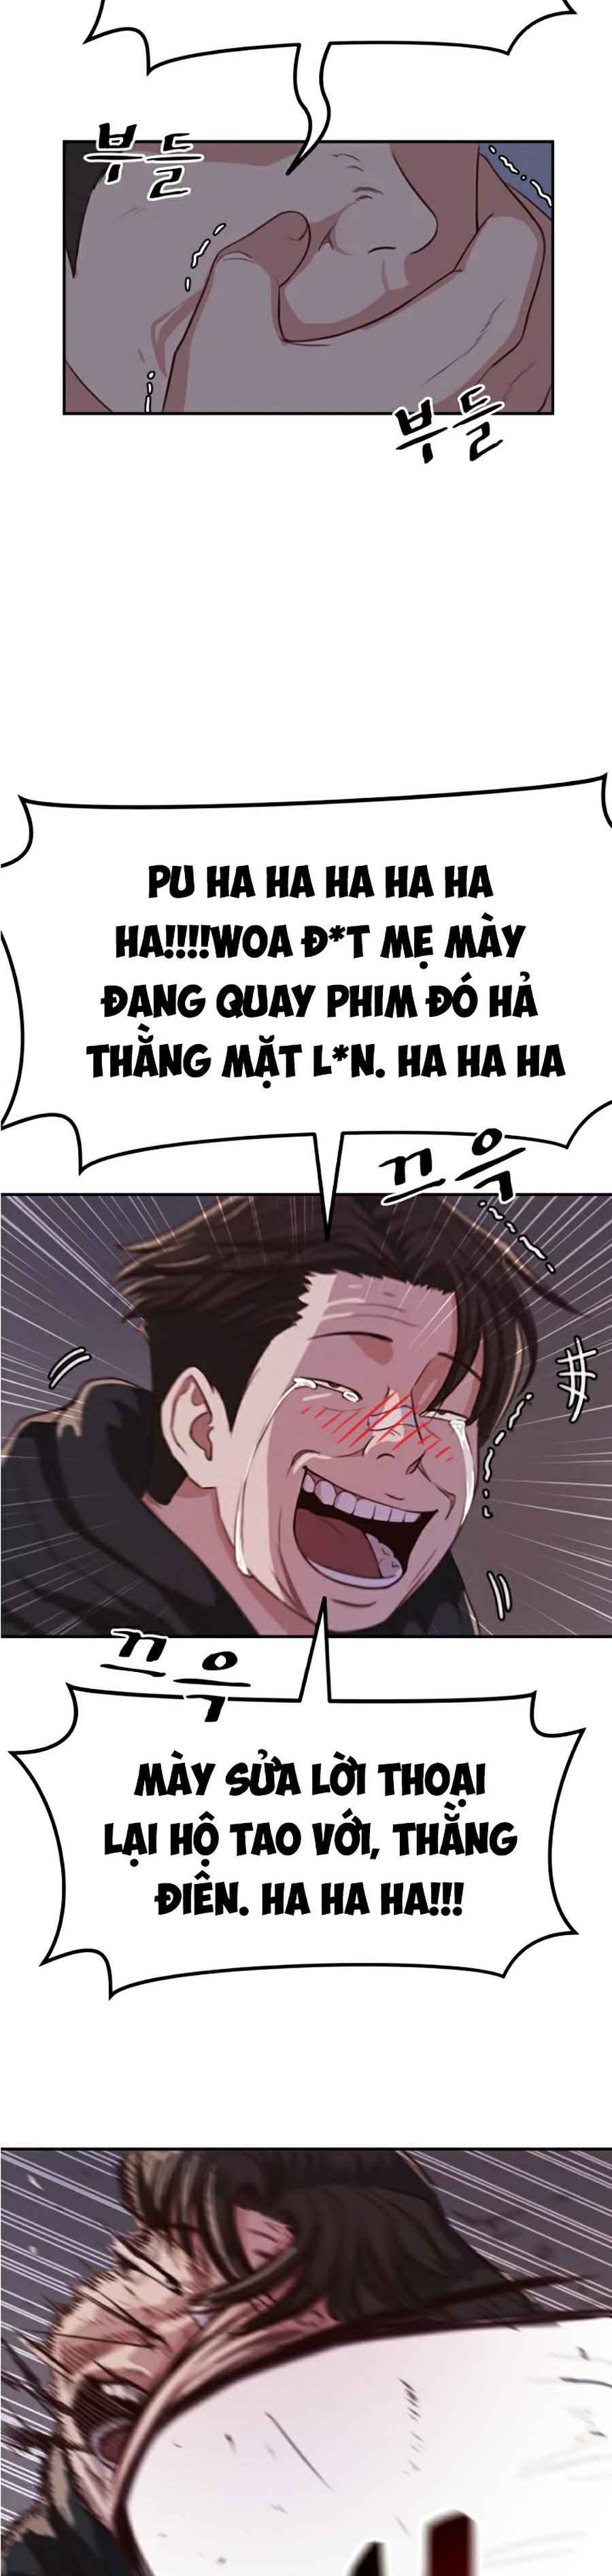 부들
부들
PU HA HA HA HA HA
HA!!!!WOA Đ*T MẸ MÀY
ĐANG QUAY PHIM ĐÓ HẢ
THẰNG MẶT L*N. HA HA HA
끄윽
끄윽
MÀY SỬA LỜI THOẠI
LẠI HỘ TAO VỚI, THẰNG
ĐIÊN. HA HA HA!!!